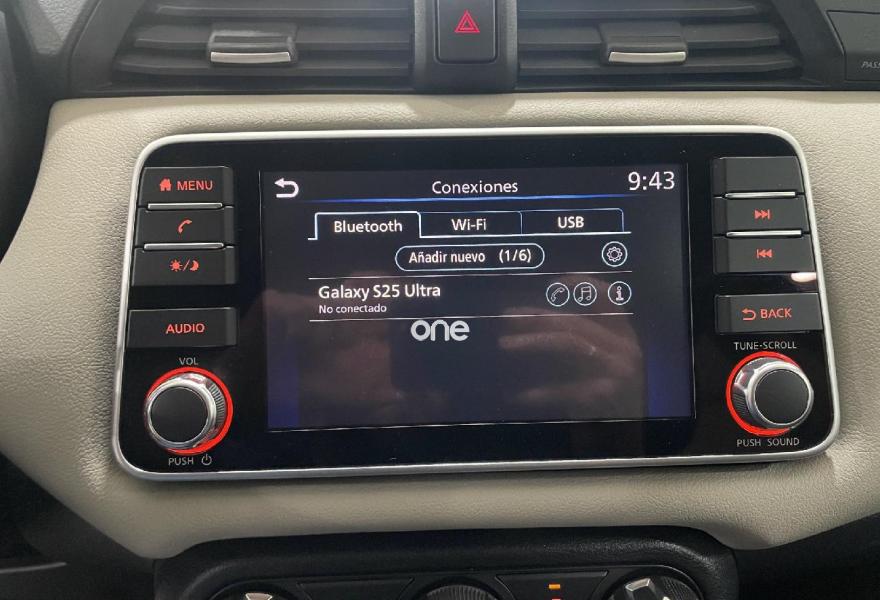 PASS
MENU
AUDIO
VOL
PUSH
Conexiones
9:43
Bluetooth
Wi-Fi
USB
Añadir nuevo (1/6)
Galaxy S25 Ultra
No conectado
one
BACK
TUNE·SCROLL
PUSH SOUND